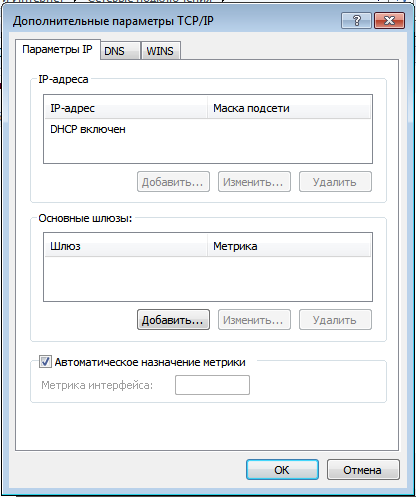 Дополнительные параметры TCP/IP
Параметры IP DNS WINS
IP-адреса
IP-адрес Маска подсети
DHCP включен
Добавить... Изменить... Удалить
Основные шлюзы:
Шлюз Метрика
Добавить... Изменить... Удалить
Автоматическое назначение метрики
Метрика интерфейса:
OK Отмена